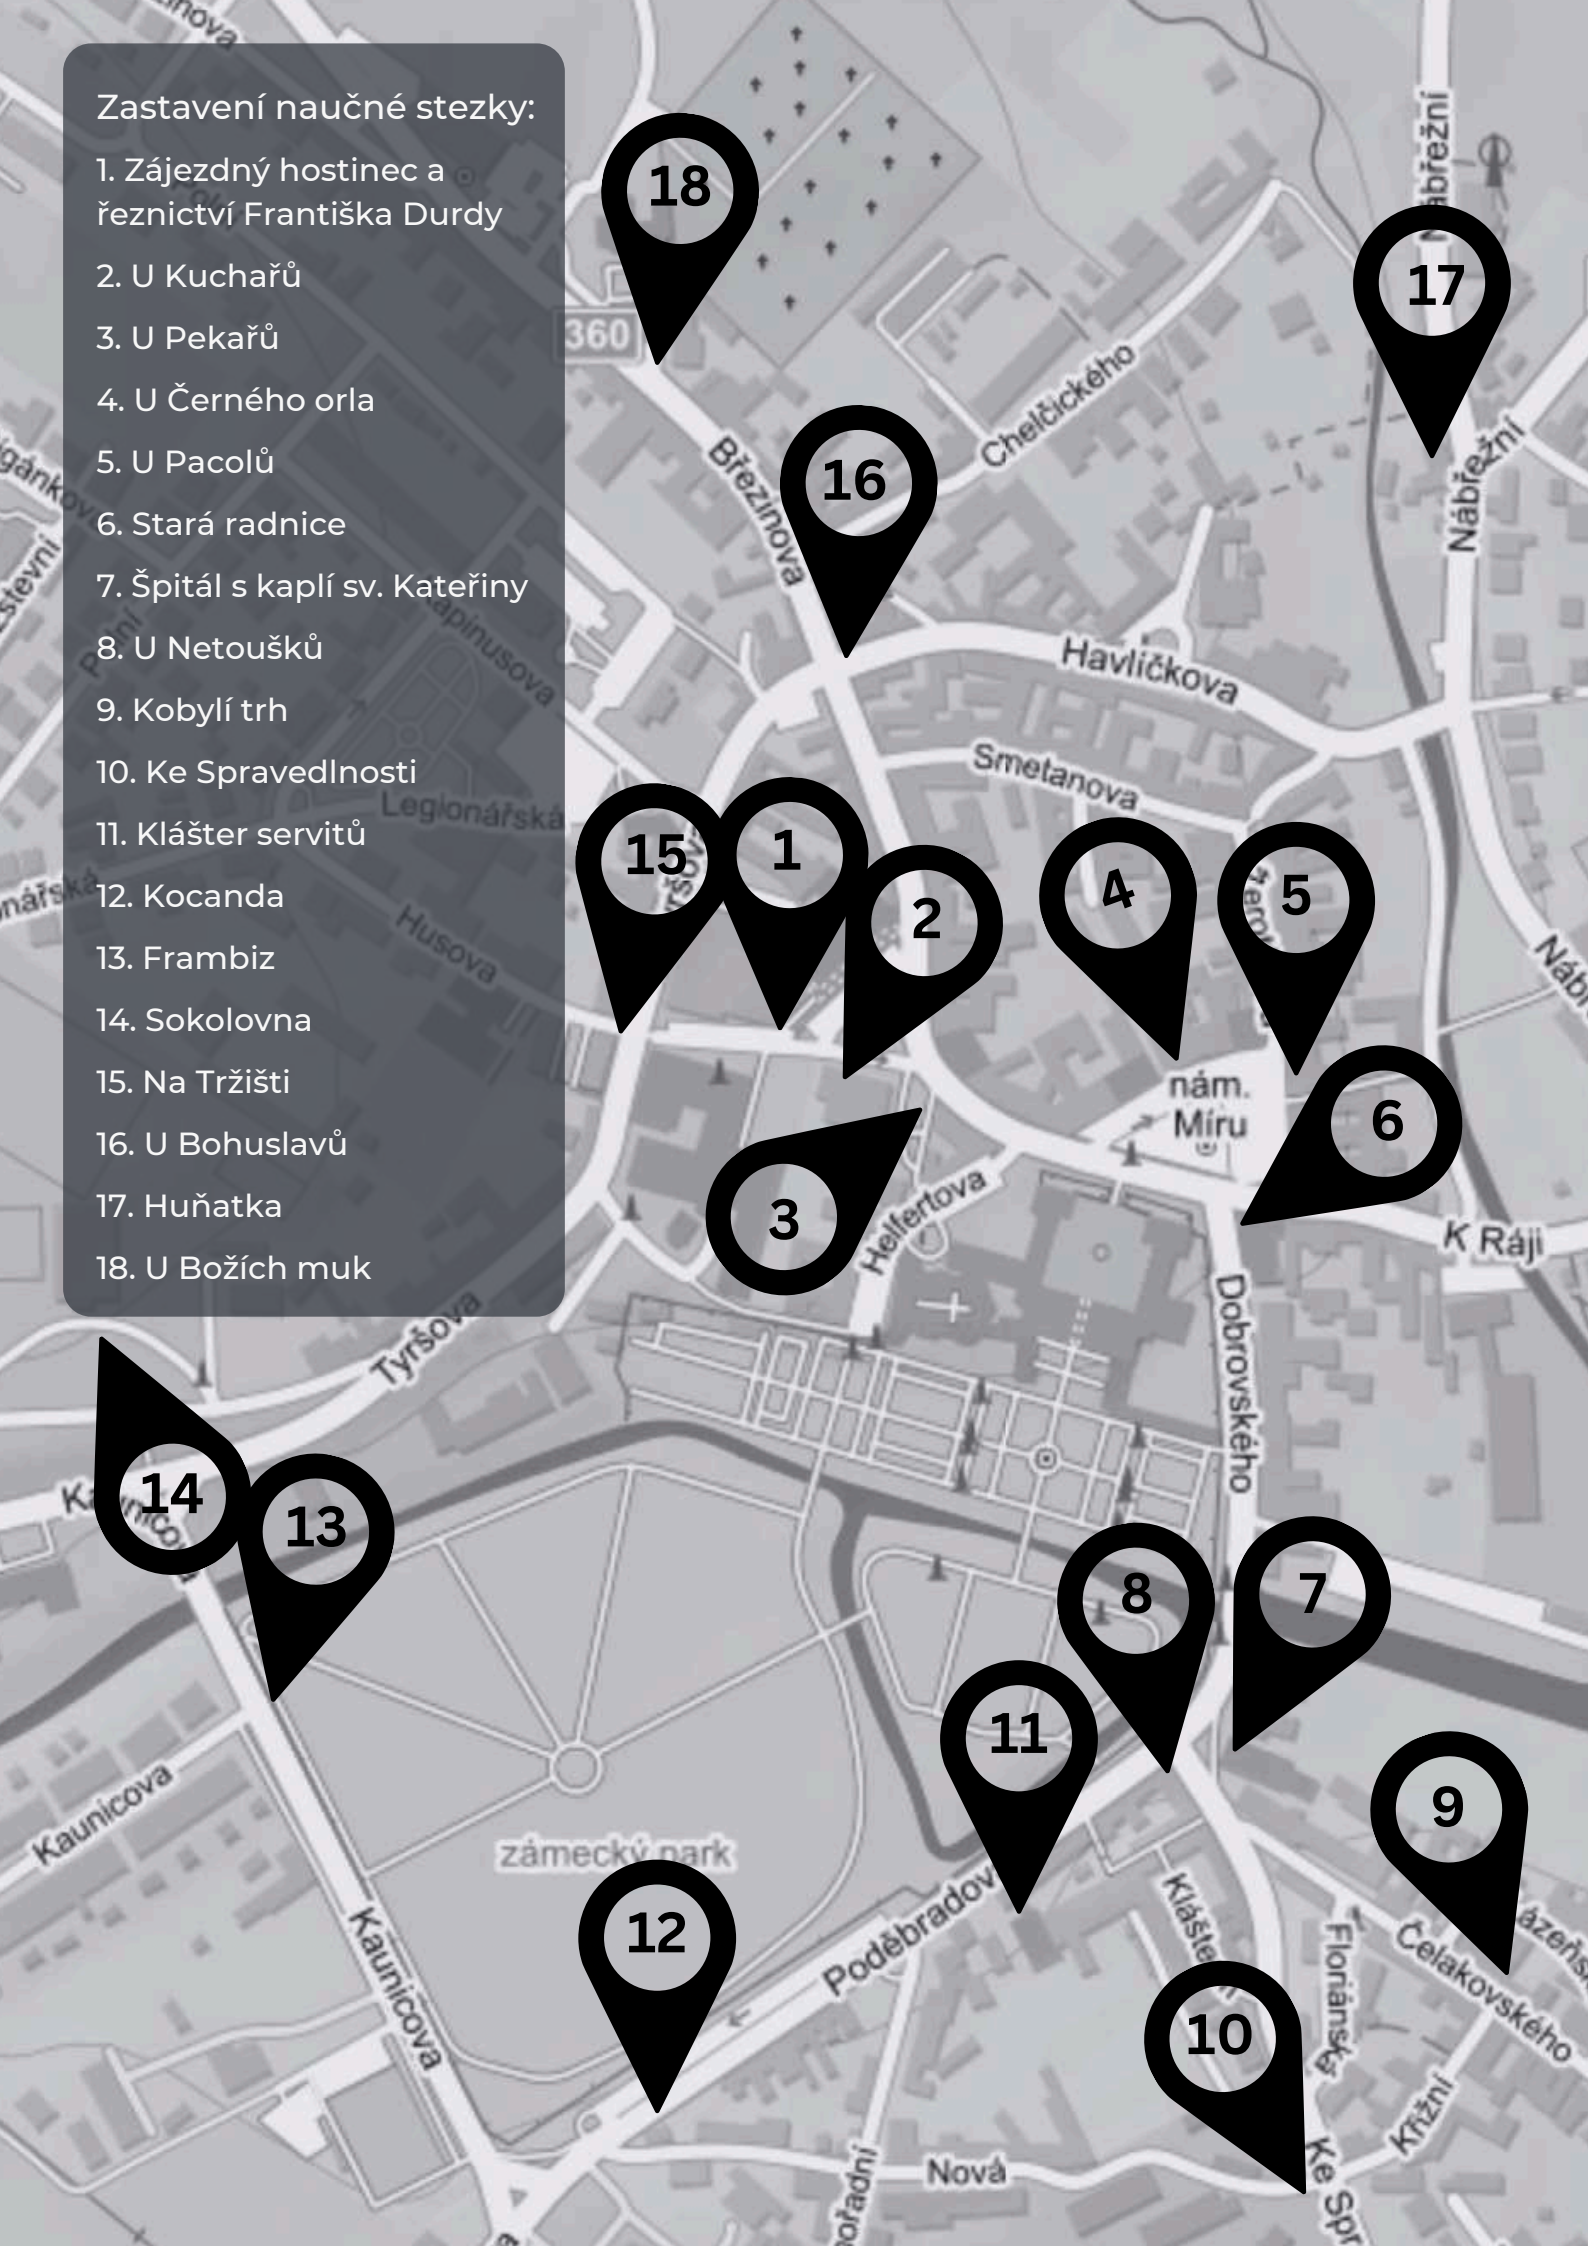 Zastavení naučné stezky:
1. Zájezdný hostinec a
řeznictví Františka Durdy
2. U Kuchařů
3. U Pekařů
4. U Černého orla
5. U Pacolů
6. Stará radnice
7. Špitál s kaplí sv. Kateřiny
8. U Netoušků
9. Kobylí trh
10. Ke Spravedlnosti
11. Klášter servitů
12. Kocanda
13. Frambiz
14. Sokolovna
15. Na Tržišti
16. U Bohuslavů
17. Huňatka
18. U Božích muk
18
Nábřežní
17
360
Chelčického
Březinova
16
Nábřežní
Havlíčkova
Smetanova
Legionářská
Husova
15
1
2
4
5
nám.
Míru
6
3
Helfertova
K Ráji
Tyršova
Dobrovského
14
13
8
7
11
9
Kaunicova
zámecký park
12
Kaunicova
Čelakovského
Floriánská
10
Křižní
Nová